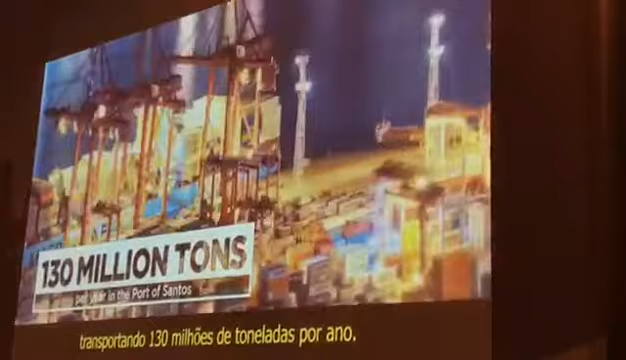 130 MILLION TONS
per year in the Port of Santos
transportando 130 milhões de toneladas por ano.